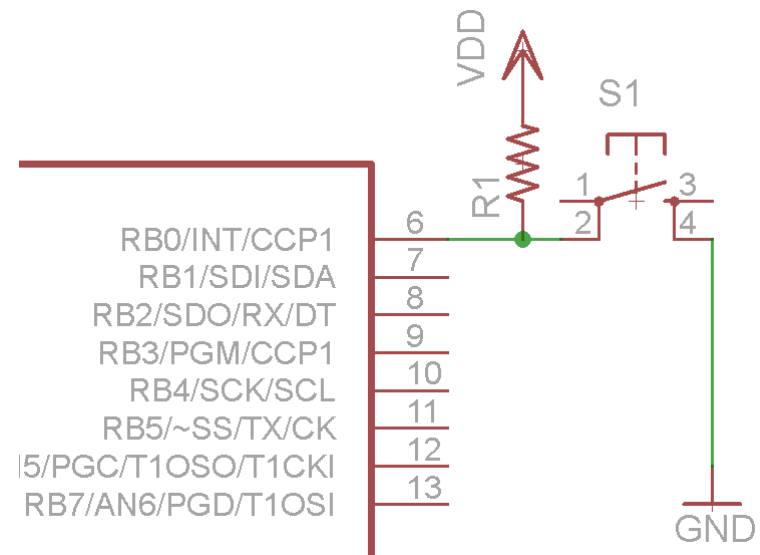 VDD
S1
R1
1
3
2
4
RB0/INT/CCP1 6
RB1/SDI/SDA 7
RB2/SDO/RX/DT 8
RB3/PGM/CCP1 9
RB4/SCK/SCL 10
RB5/~SS/TX/CK 11
5/PGC/T1OSO/T1CKI 12
RB7/AN6/PGD/T1OSI 13
GND